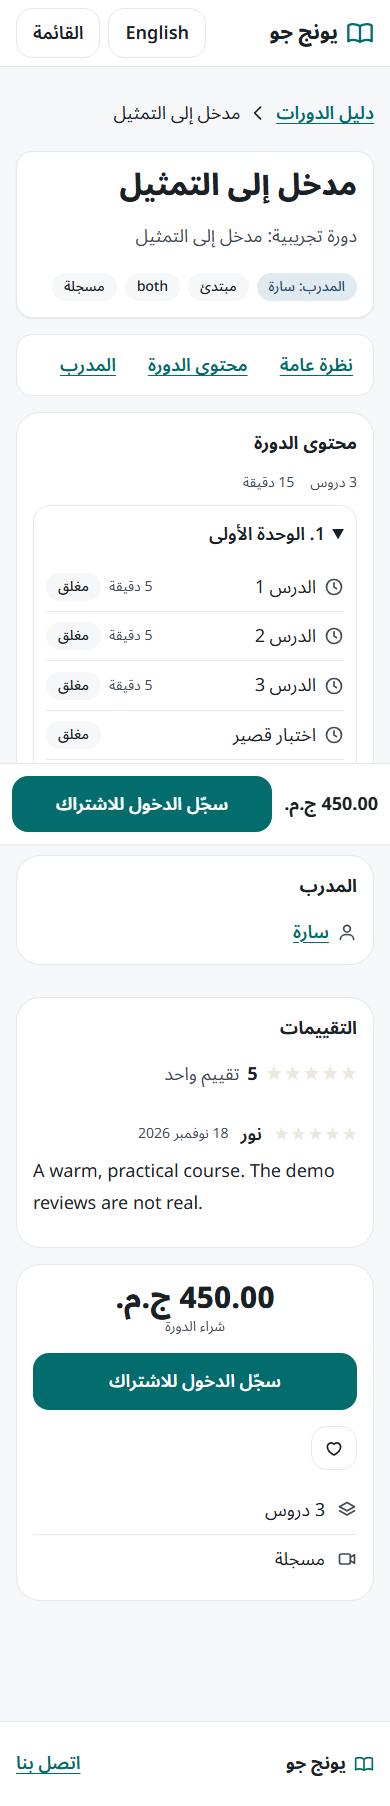 يونج جو
English
القائمة
دليل الدورات
مدخل إلى التمثيل
مدخل إلى التمثيل
دورة تجريبية: مدخل إلى التمثيل
المدرب: سارة
مبتدئ
both
مسجلة
نظرة عامة
محتوى الدورة
المدرب
محتوى الدورة
3 دروس
15 دقيقة
1. الوحدة الأولى
الدرس 1
5 دقيقة
مغلق
الدرس 2
5 دقيقة
مغلق
الدرس 3
5 دقيقة
مغلق
اختبار قصير
مغلق
450.00 ج.م.
سجّل الدخول للاشتراك
المدرب
سارة
التقييمات
5 تقييم واحد
نور
18 نوفمبر 2026
A warm, practical course. The demo
reviews are not real.
450.00 ج.م.
شراء الدورة
سجّل الدخول للاشتراك
3 دروس
مسجلة
يونج جو
اتصل بنا